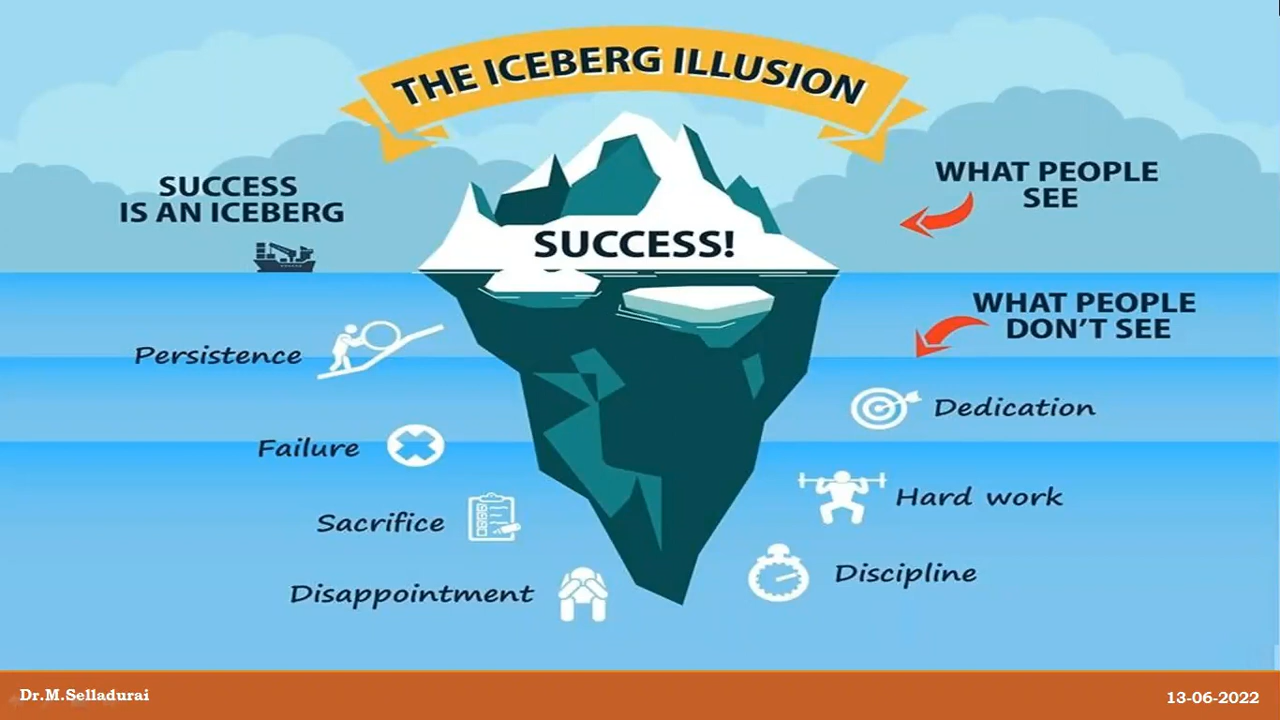 THE ICEBERG ILLUSION
SUCCESS
IS AN ICEBERG
WHAT PEOPLE
SEE
SUCCESS!
WHAT PEOPLE
DON'T SEE
Persistence
Failure
Sacrifice
Disappointment
Dedication
Hard work
Discipline
Dr.M.Selladurai
13-06-2022